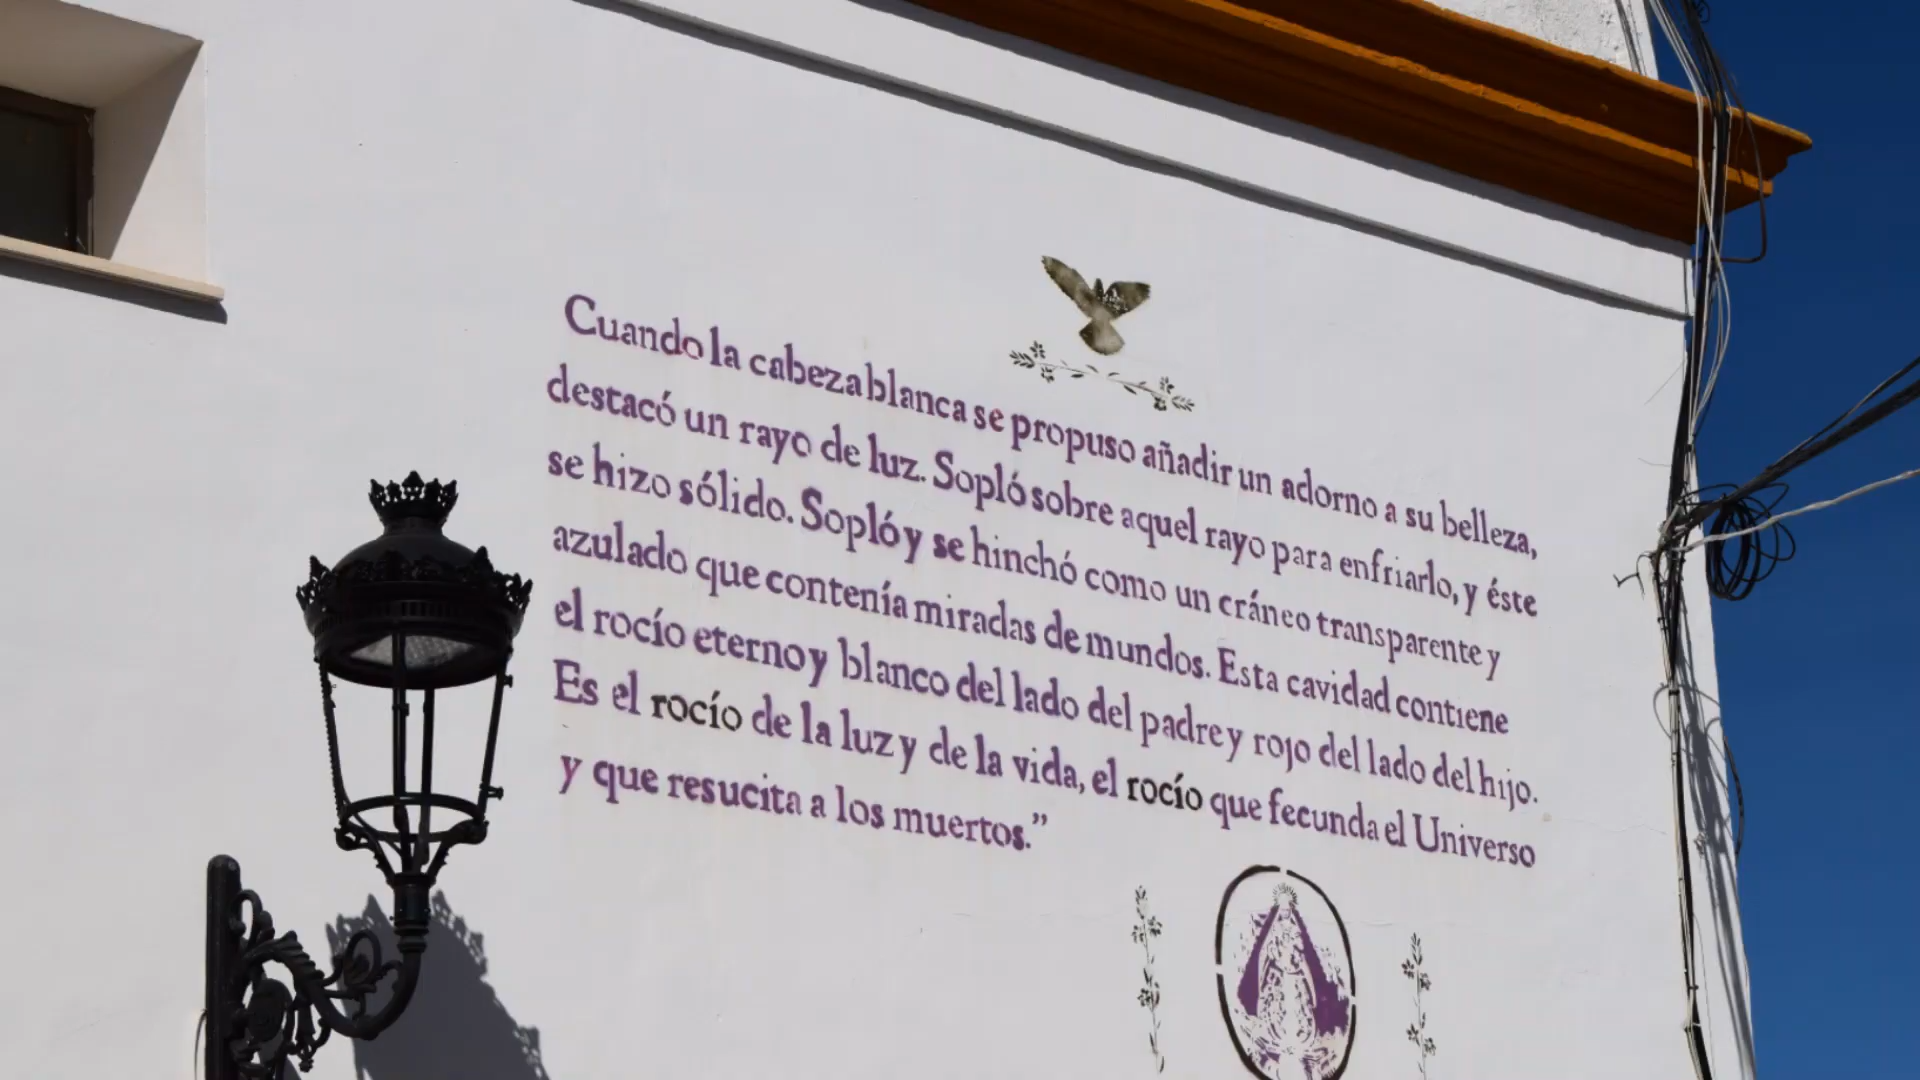 Cuando la cabeza blanca se propuso añadir un adorno a su belleza,
destacó un rayo de luz. Sopló sobre aquel rayo para enfriarlo, y éste
se hizo sólido. Sopló y se hinchó como un cráneo transparente y
azulado que contenía miradas de mundos. Esta cavidad contiene
el rocío eterno y blanco del lado del padre y rojo del lado del hijo.
Es el rocío de la luz y de la vida, el rocío que fecunda el Universo
y que resucita a los muertos.”